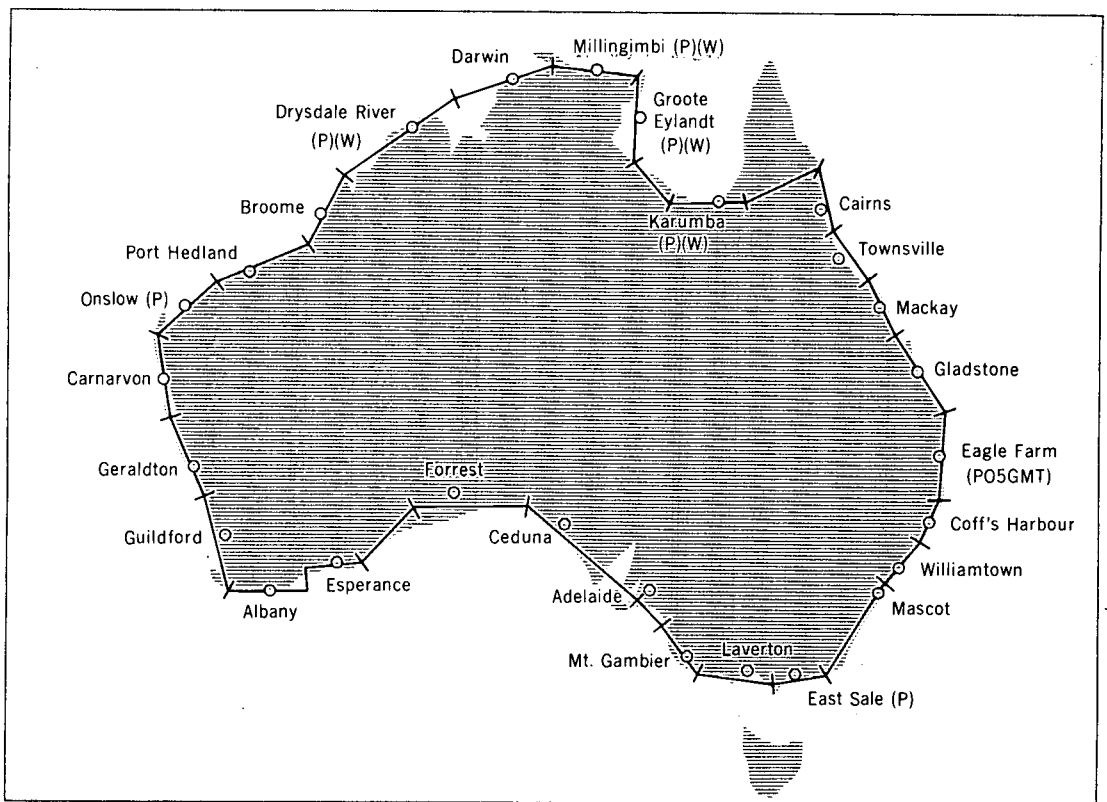 Millingimbi (P)(W)
Darwin
Groote
Eylandt
(P)(W)
Drysdale River
(P)(W)
Broome
Cairns
Karumba
(P)(W)
Port Hedland
Townsville
Onslow (P)
Mackay
Carnarvon
Gladstone
Eagle Farm
(PO5GMT)
Geraldton
Forrest
Coff's Harbour
Guildford
Ceduna
Williamtown
Esperance
Adelaide
Mascot
Albany
Laverton
Mt. Gambier
East Sale (P)